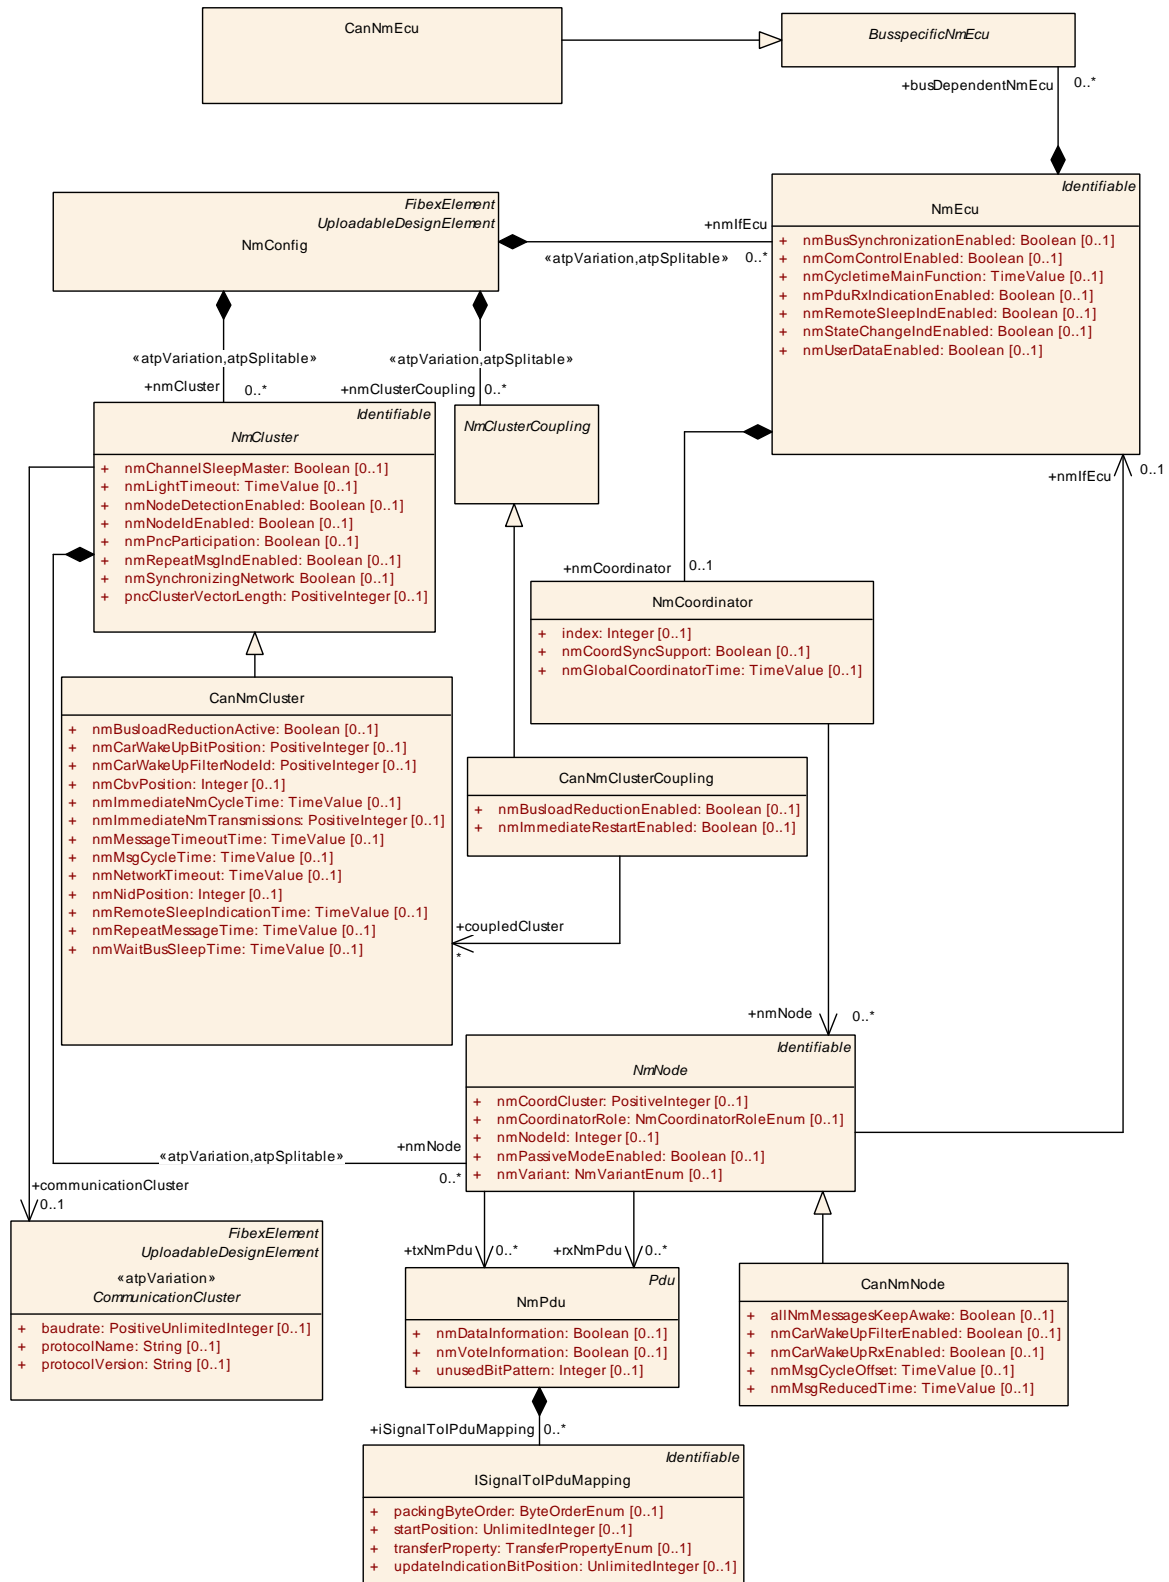 CanNmEcu
BusspecificNmEcu
+busDependentNmEcu
0..*
Identifiable
NmEcu
+ nmBusSynchronizationEnabled: Boolean [0..1]
+ nmComControlEnabled: Boolean [0..1]
+ nmCycletimeMainFunction: TimeValue [0..1]
+ nmPduRxIndicationEnabled: Boolean [0..1]
+ nmRemoteSleepIndEnabled: Boolean [0..1]
+ nmStateChangeIndEnabled: Boolean [0..1]
+ nmUserDataEnabled: Boolean [0..1]
FibexElement
UploadableDesignElement
NmConfig
+nmIfEcu
«atpVariation,atpSplitable»
0..*
«atpVariation,atpSplitable»
+nmCluster
0..*
«atpVariation,atpSplitable»
+nmClusterCoupling
0..*
Identifiable
NmCluster
+ nmChannelSleepMaster: Boolean [0..1]
+ nmLightTimeout: TimeValue [0..1]
+ nmNodeDetectionEnabled: Boolean [0..1]
+ nmNodeIdEnabled: Boolean [0..1]
+ nmPncParticipation: Boolean [0..1]
+ nmRepeatMsgIndEnabled: Boolean [0..1]
+ nmSynchronizingNetwork: Boolean [0..1]
+ pncClusterVectorLength: PositiveInteger [0..1]
NmClusterCoupling
+nmIfEcu
0..1
+nmCoordinator
0..1
NmCoordinator
+ index: Integer [0..1]
+ nmCoordSyncSupport: Boolean [0..1]
+ nmGlobalCoordinatorTime: TimeValue [0..1]
CanNmCluster
+ nmBusloadReductionActive: Boolean [0..1]
+ nmCarWakeUpBitPosition: PositiveInteger [0..1]
+ nmCarWakeUpFilterNodeId: PositiveInteger [0..1]
+ nmCbvPosition: Integer [0..1]
+ nmImmediateNmCycleTime: TimeValue [0..1]
+ nmImmediateNmTransmissions: PositiveInteger [0..1]
+ nmMessageTimeoutTime: TimeValue [0..1]
+ nmMsgCycleTime: TimeValue [0..1]
+ nmNetworkTimeout: TimeValue [0..1]
+ nmNidPosition: Integer [0..1]
+ nmRemoteSleepIndicationTime: TimeValue [0..1]
+ nmRepeatMessageTime: TimeValue [0..1]
+ nmWaitBusSleepTime: TimeValue [0..1]
CanNmClusterCoupling
+ nmBusloadReductionEnabled: Boolean [0..1]
+ nmImmediateRestartEnabled: Boolean [0..1]
+coupledCluster
*
+nmNode
0..*
Identifiable
NmNode
+ nmCoordCluster: PositiveInteger [0..1]
+ nmCoordinatorRole: NmCoordinatorRoleEnum [0..1]
+ nmNodeId: Integer [0..1]
+ nmPassiveModeEnabled: Boolean [0..1]
+ nmVariant: NmVariantEnum [0..1]
«atpVariation,atpSplitable»
+nmNode
0..*
+communicationCluster
0..1
FibexElement
UploadableDesignElement
«atpVariation»
CommunicationCluster
+ baudrate: PositiveUnlimitedInteger [0..1]
+ protocolName: String [0..1]
+ protocolVersion: String [0..1]
+txNmPdu
0..*
+rxNmPdu
0..*
Pdu
NmPdu
+ nmDataInformation: Boolean [0..1]
+ nmVoteInformation: Boolean [0..1]
+ unusedBitPattern: Integer [0..1]
CanNmNode
+ allNmMessagesKeepAwake: Boolean [0..1]
+ nmCarWakeUpFilterEnabled: Boolean [0..1]
+ nmCarWakeUpRxEnabled: Boolean [0..1]
+ nmMsgCycleOffset: TimeValue [0..1]
+ nmMsgReducedTime: TimeValue [0..1]
+iSignalToIPduMapping
0..*
Identifiable
ISignalToIPduMapping
+ packingByteOrder: ByteOrderEnum [0..1]
+ startPosition: UnlimitedInteger [0..1]
+ transferProperty: TransferPropertyEnum [0..1]
+ updateIndicationBitPosition: UnlimitedInteger [0..1]